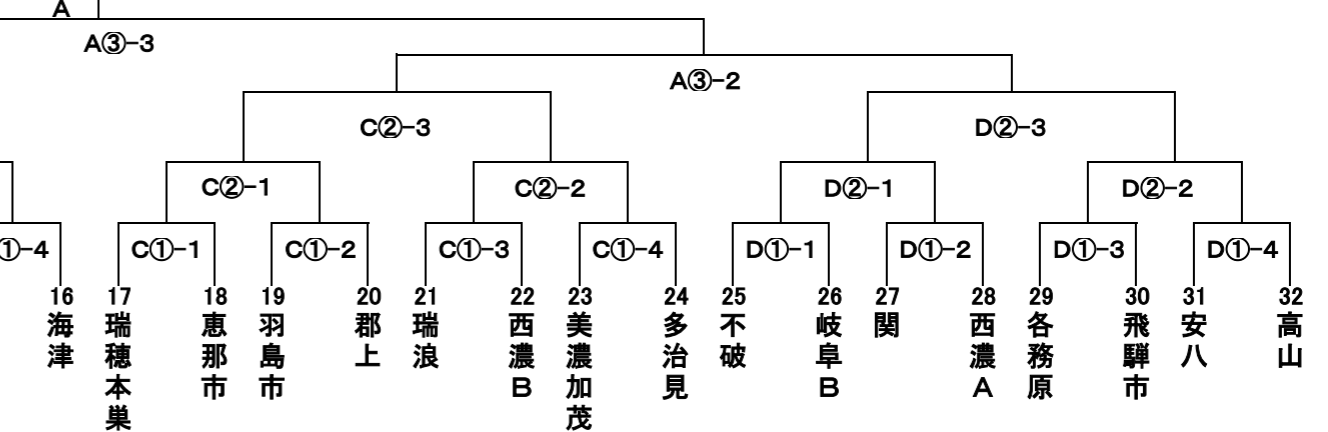 A
A③-3
A③-2
C②-3
D②-3
C②-1
C②-2
D②-1
D②-2
①-4
C①-1
C①-2
C①-3
C①-4
D①-1
D①-2
D①-3
D①-4
16
海津
17
瑞穂本巣
18
恵那市
19
羽島市
20
郡上
21
瑞浪
22
西濃B
23
美濃加茂
24
多治見
25
不破
26
岐阜B
27
関
28
西濃A
29
各務原
30
飛騨市
31
安八
32
高山